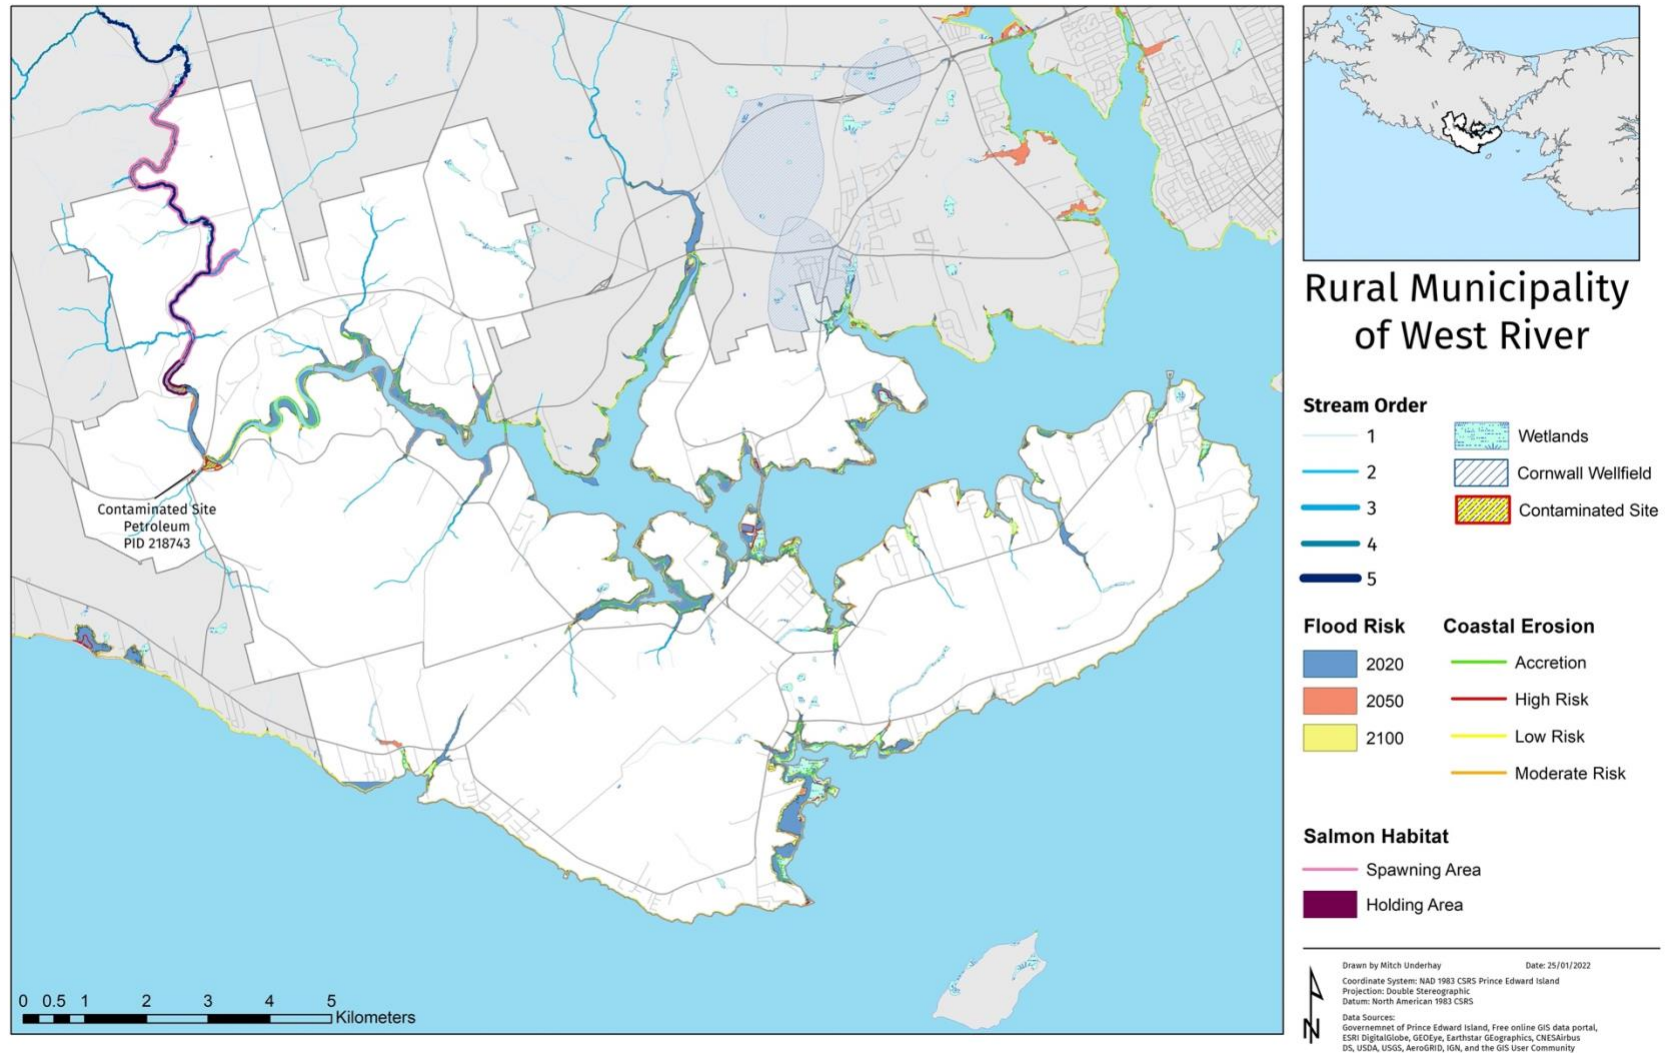 Contaminated Site
Petroleum
PID 218743
0 0.5 1 2 3 4 5
Kilometers
Rural Municipality
of West River
Stream Order
1
2
3
4
5
Wetlands
Cornwall Wellfield
Contaminated Site
Flood Risk
2020
2050
2100
Coastal Erosion
Accretion
High Risk
Low Risk
Moderate Risk
Salmon Habitat
Spawning Area
Holding Area
N
Drawn by Mitch Underhay Date: 25/01/2022
Coordinate System: NAD 1983 CSRS Prince Edward Island
Projection: Double Stereographic
Datum: North American 1983 CSRS
Data Sources:
Governemnet of Prince Edward Island, Free online GIS data portal,
ESRI DigitalGlobe, GEOEye, Earthstar GEographics, CNESAirbus
DS, USDA, USGS, AeroGRID, IGN, and the GIS User Community